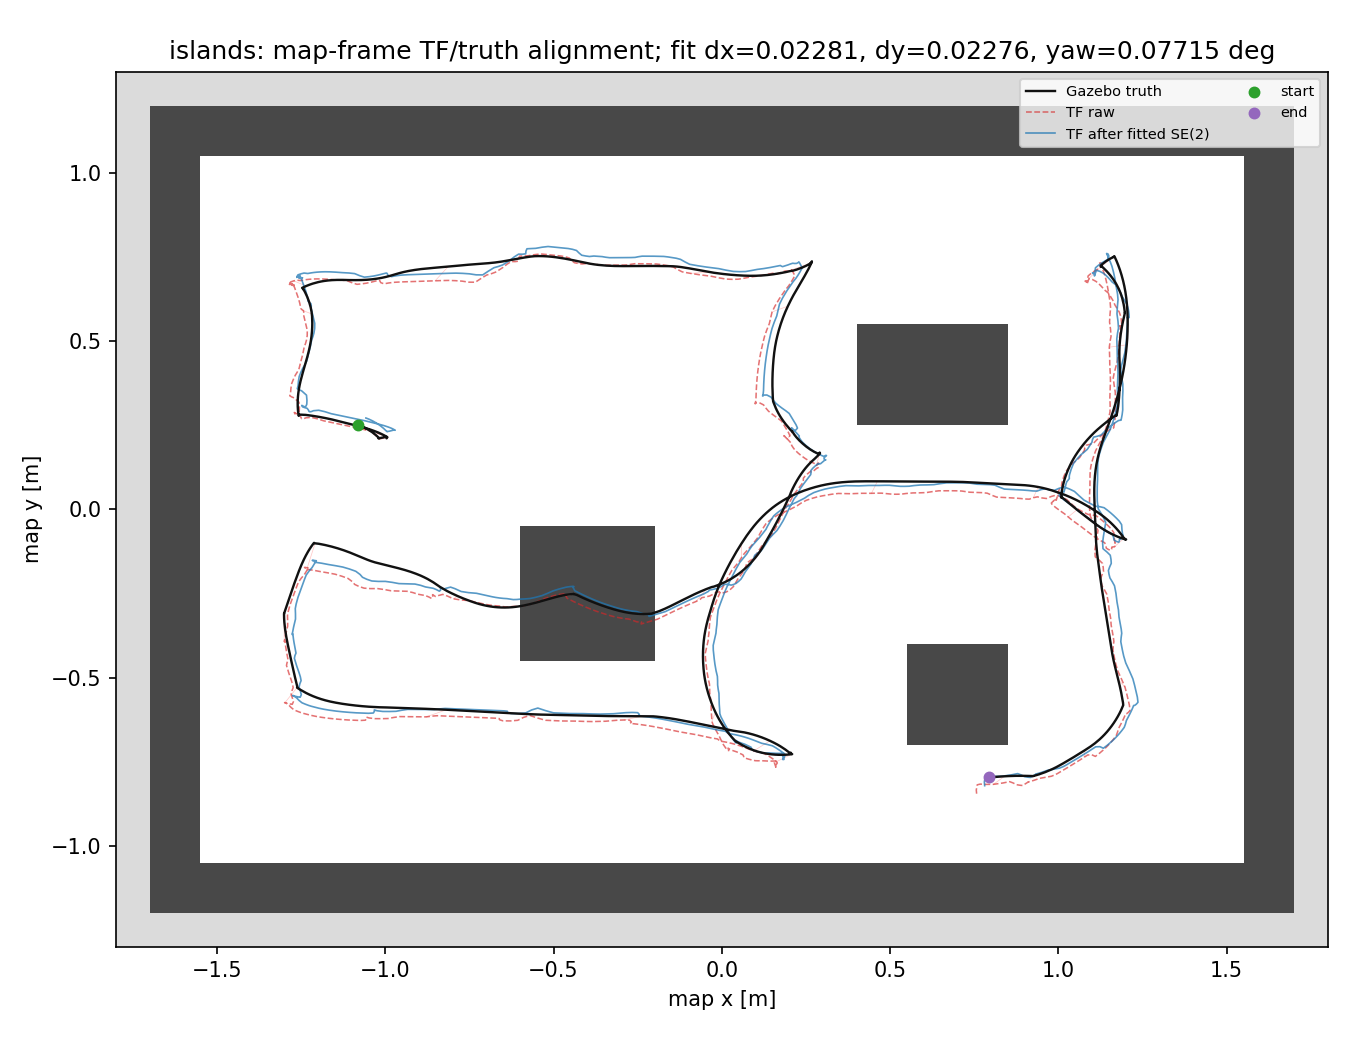 islands: map-frame TF/truth alignment; fit dx=0.02281, dy=0.02276, yaw=0.07715 deg
Gazebo truth
TF raw
TF after fitted SE(2)
start
end
map y [m]
1.0
0.5
0.0
−0.5
−1.0
−1.5
−1.0
−0.5
0.0
0.5
1.0
1.5
map x [m]